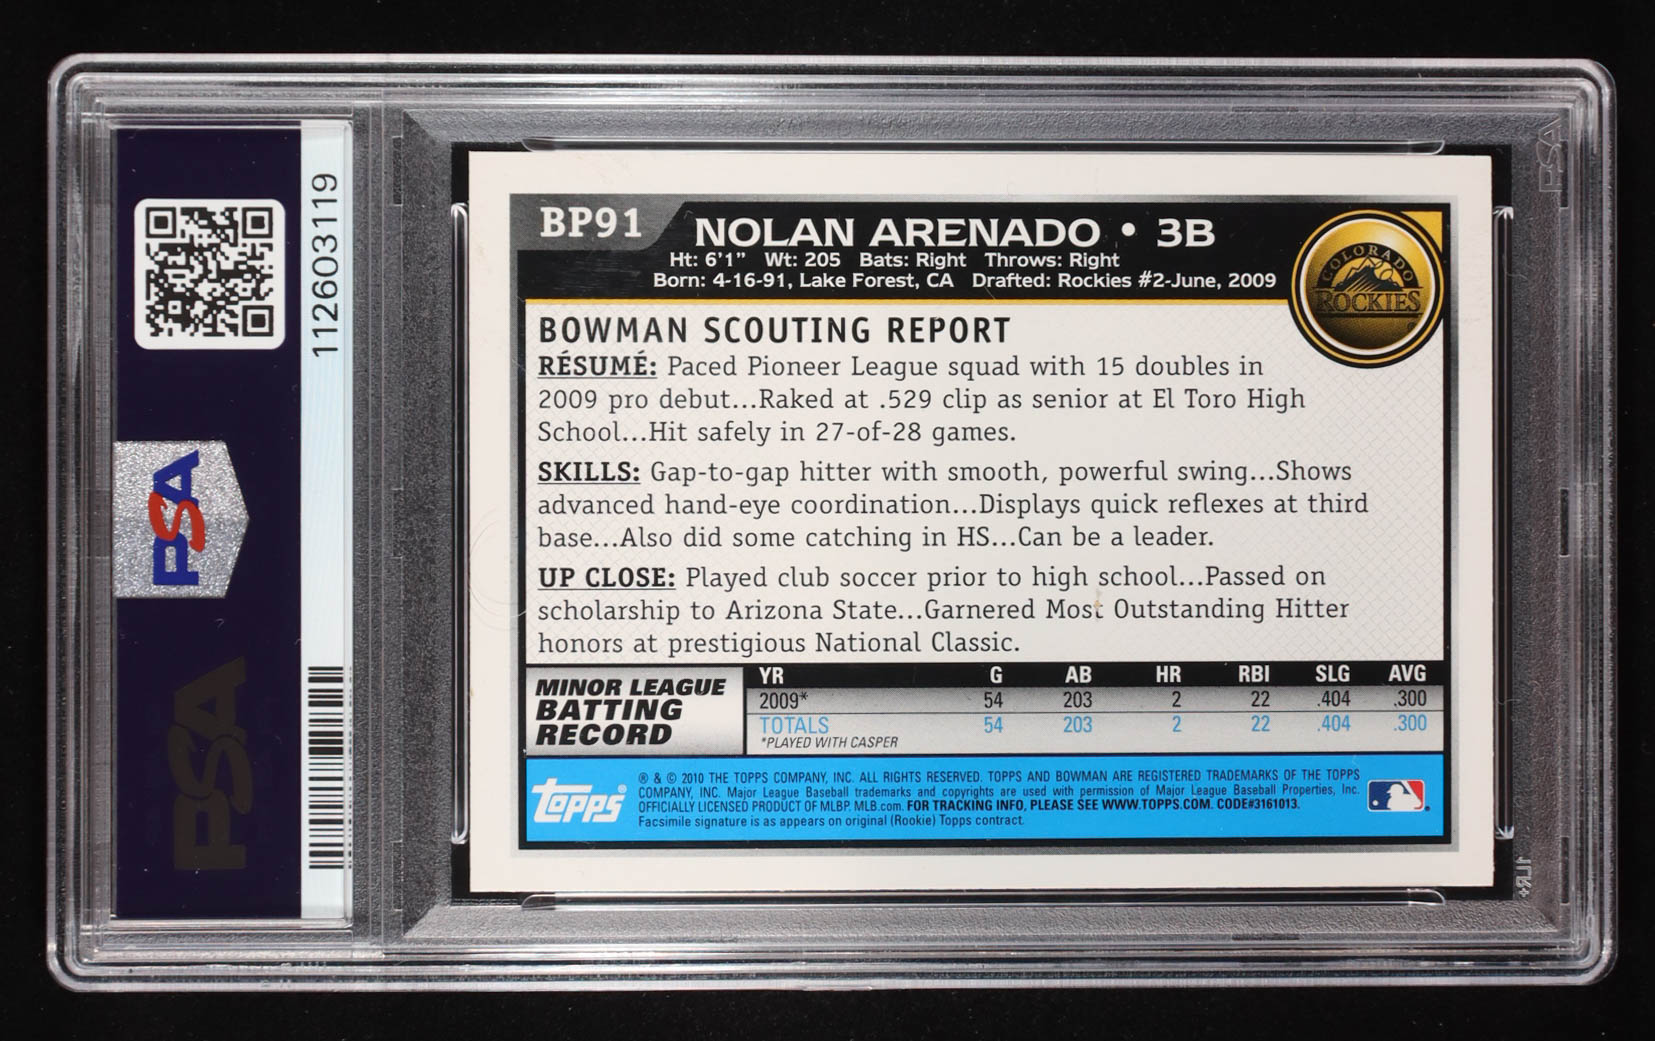 112603119
PSA
PSA
BP91
NOLAN ARENADO • 3B
Ht: 6'1" Wt: 205 Bats: Right Throws: Right
Born: 4-16-91, Lake Forest, CA Drafted: Rockies #2-June, 2009
COLORADO
ROCKIES
BOWMAN SCOUTING REPORT
RÉSUMÉ: Paced Pioneer League squad with 15 doubles in
2009 pro debut...Raked at .529 clip as senior at El Toro High
School...Hit safely in 27-of-28 games.
SKILLS: Gap-to-gap hitter with smooth, powerful swing...Shows
advanced hand-eye coordination...Displays quick reflexes at third
base...Also did some catching in HS...Can be a leader.
UP CLOSE: Played club soccer prior to high school...Passed on
scholarship to Arizona State...Garnered Most Outstanding Hitter
honors at prestigious National Classic.
MINOR LEAGUE
BATTING
RECORD
YR G AB HR RBI SLG AVG
2009* 54 203 2 22 .404 .300
TOTALS 54 203 2 22 .404 .300
*PLAYED WITH CASPER
topps
® & © 2010 THE TOPPS COMPANY, INC. ALL RIGHTS RESERVED. TOPPS AND BOWMAN ARE REGISTERED TRADEMARKS OF THE TOPPS
COMPANY, INC. Major League Baseball trademarks and copyrights are used with permission of Major League Baseball Properties, Inc.
OFFICIALLY LICENSED PRODUCT OF MLBP. MLB.com. FOR TRACKING INFO, PLEASE SEE WWW.TOPPS.COM. CODE#3161013.
Facsimile signature is as appears on original (Rookie) Topps contract.
PSA
1LR+